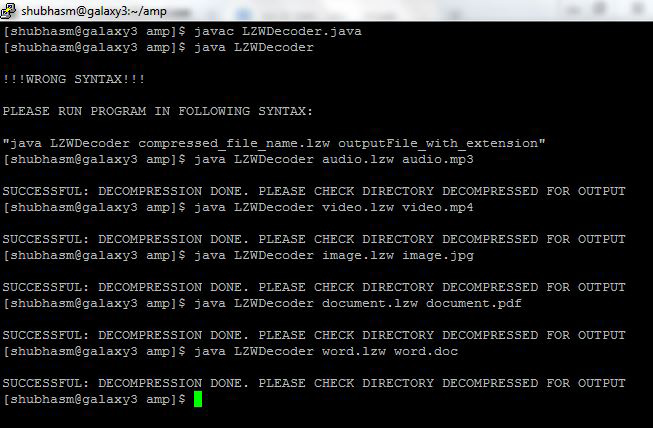 shubhasm@galaxy3:~/amp
[shubhasm@galaxy3 amp]$ javac LZWDecoder.java
[shubhasm@galaxy3 amp]$ java LZWDecoder
!!!WRONG SYNTAX!!!
PLEASE RUN PROGRAM IN FOLLOWING SYNTAX:
"java LZWDecoder compressed_file_name.lzw outputFile_with_extension"
[shubhasm@galaxy3 amp]$ java LZWDecoder audio.lzw audio.mp3
SUCCESSFUL: DECOMPRESSION DONE. PLEASE CHECK DIRECTORY DECOMPRESSED FOR OUTPUT
[shubhasm@galaxy3 amp]$ java LZWDecoder video.lzw video.mp4
SUCCESSFUL: DECOMPRESSION DONE. PLEASE CHECK DIRECTORY DECOMPRESSED FOR OUTPUT
[shubhasm@galaxy3 amp]$ java LZWDecoder image.lzw image.jpg
SUCCESSFUL: DECOMPRESSION DONE. PLEASE CHECK DIRECTORY DECOMPRESSED FOR OUTPUT
[shubhasm@galaxy3 amp]$ java LZWDecoder document.lzw document.pdf
SUCCESSFUL: DECOMPRESSION DONE. PLEASE CHECK DIRECTORY DECOMPRESSED FOR OUTPUT
[shubhasm@galaxy3 amp]$ java LZWDecoder word.lzw word.doc
SUCCESSFUL: DECOMPRESSION DONE. PLEASE CHECK DIRECTORY DECOMPRESSED FOR OUTPUT
[shubhasm@galaxy3 amp]$